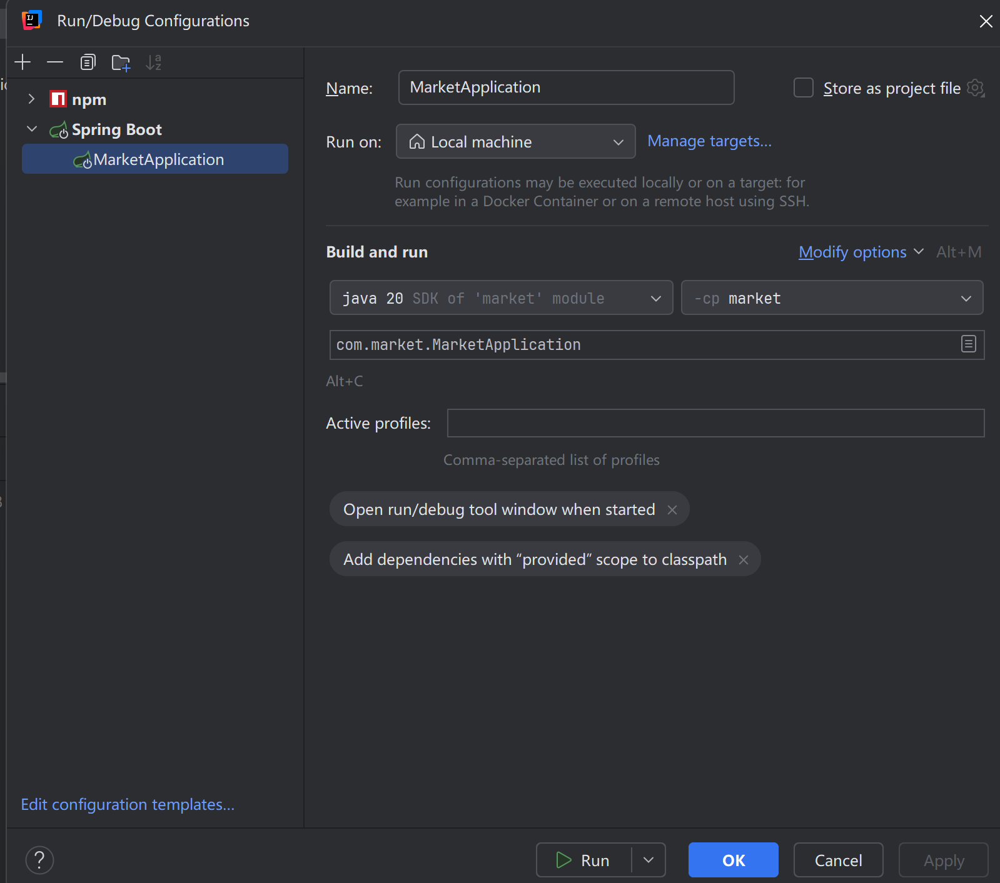 Run/Debug Configurations
npm
Spring Boot
MarketApplication
Edit configuration templates...
Name: MarketApplication Store as project file
Run on: Local machine Manage targets...
Run configurations may be executed locally or on a target: for
example in a Docker Container or on a remote host using SSH.
Build and run Modify options Alt+M
java 20 SDK of 'market' module -cp market
com.market.MarketApplication
Alt+C
Active profiles:
Comma-separated list of profiles
Open run/debug tool window when started
Add dependencies with “provided” scope to classpath
? Run OK Cancel Apply